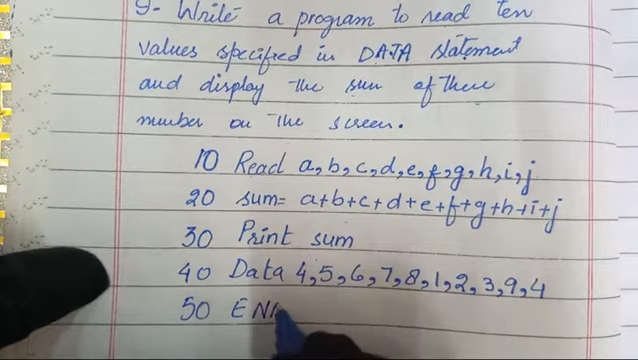 9- Write a program to read ten
values specified in DATA statement
and display the sum of these
number on the screen.
10 Read a,b,c,d,e,f,g,h,i,j
20 sum= a+b+c+d+e+f+g+h+i+j
30 Print sum
40 Data 4,5,6,7,8,1,2,3,9,4
50 EN